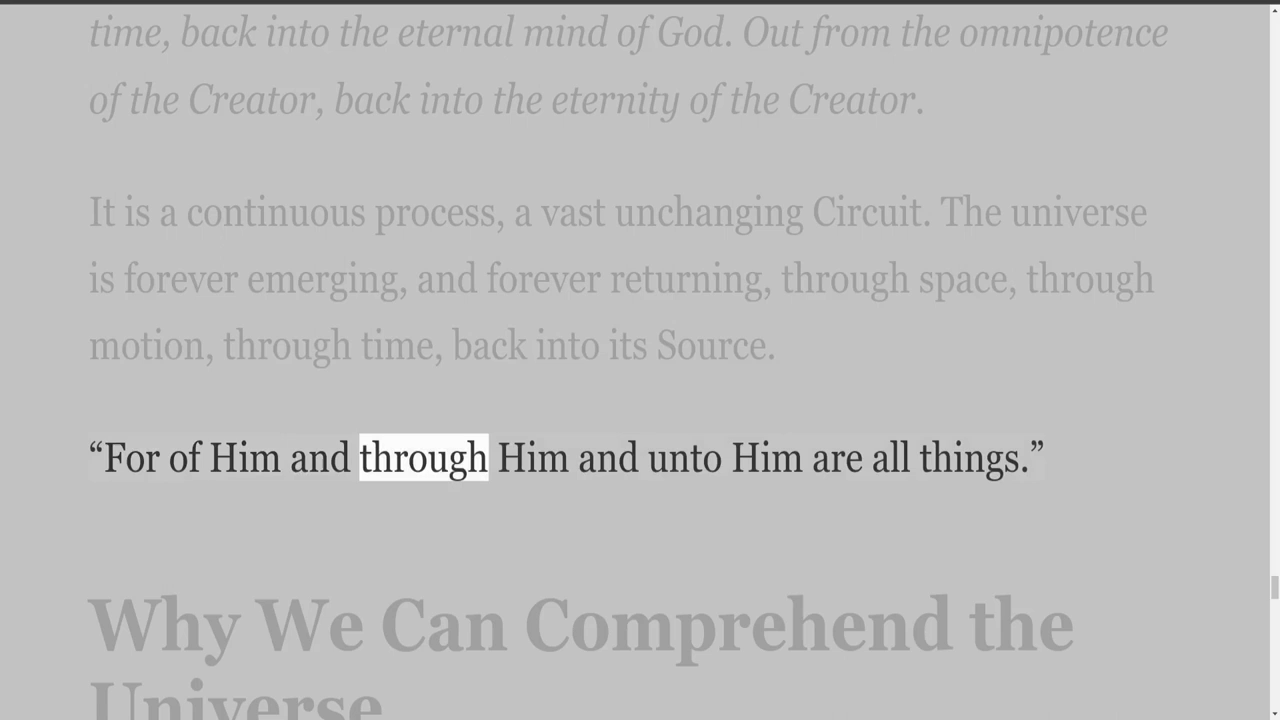 time, back into the eternal mind of God. Out from the omnipotence
of the Creator, back into the eternity of the Creator.
It is a continuous process, a vast unchanging Circuit. The universe
is forever emerging, and forever returning, through space, through
motion, through time, back into its Source.
“For of Him and through Him and unto Him are all things.”
Why We Can Comprehend the
Universe